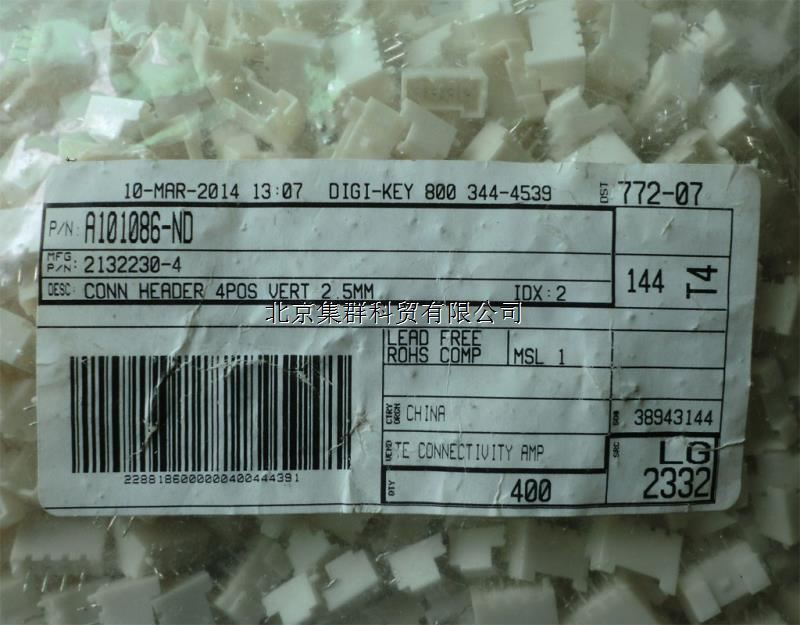 10-MAR-2014 13:07 DIGI-KEY 800 344-4539 DST 772-07
P/N: A101086-ND
MFG P/N: 2132230-4
144 T4
DESC: CONN HEADER 4POS VERT 2.5MM IDX:2
北京集群科贸有限公司
LEAD FREE
ROHS COMP MSL 1
CTRY ORGN CHINA
SON 38943144
VEND TE CONNECTIVITY AMP
SRC LG
2332
QTY 400
2288186000000400444391